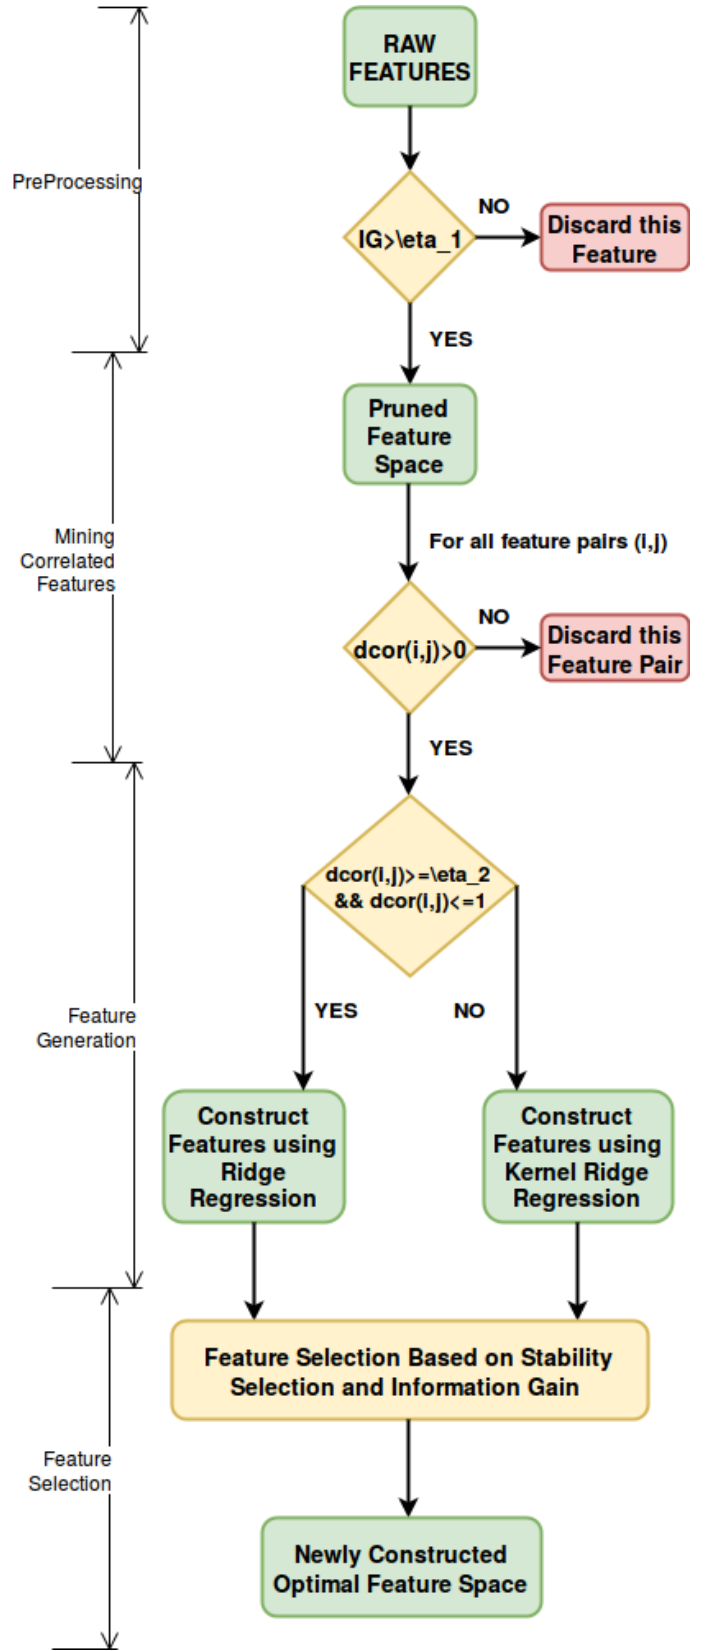 RAW
FEATURES
PreProcessing
IG>\eta_1
NO
Discard this
Feature
YES
Pruned
Feature
Space
Mining
Correlated
Features
For all feature pairs (i,j)
dcor(i,j)>0
NO
Discard this
Feature Pair
YES
dcor(i,j)>=\eta_2
&& dcor(i,j)<=1
Feature
Generation
YES
NO
Construct
Features using
Ridge
Regression
Construct
Features using
Kernel Ridge
Regression
Feature Selection Based on Stability
Selection and Information Gain
Feature
Selection
Newly Constructed
Optimal Feature Space